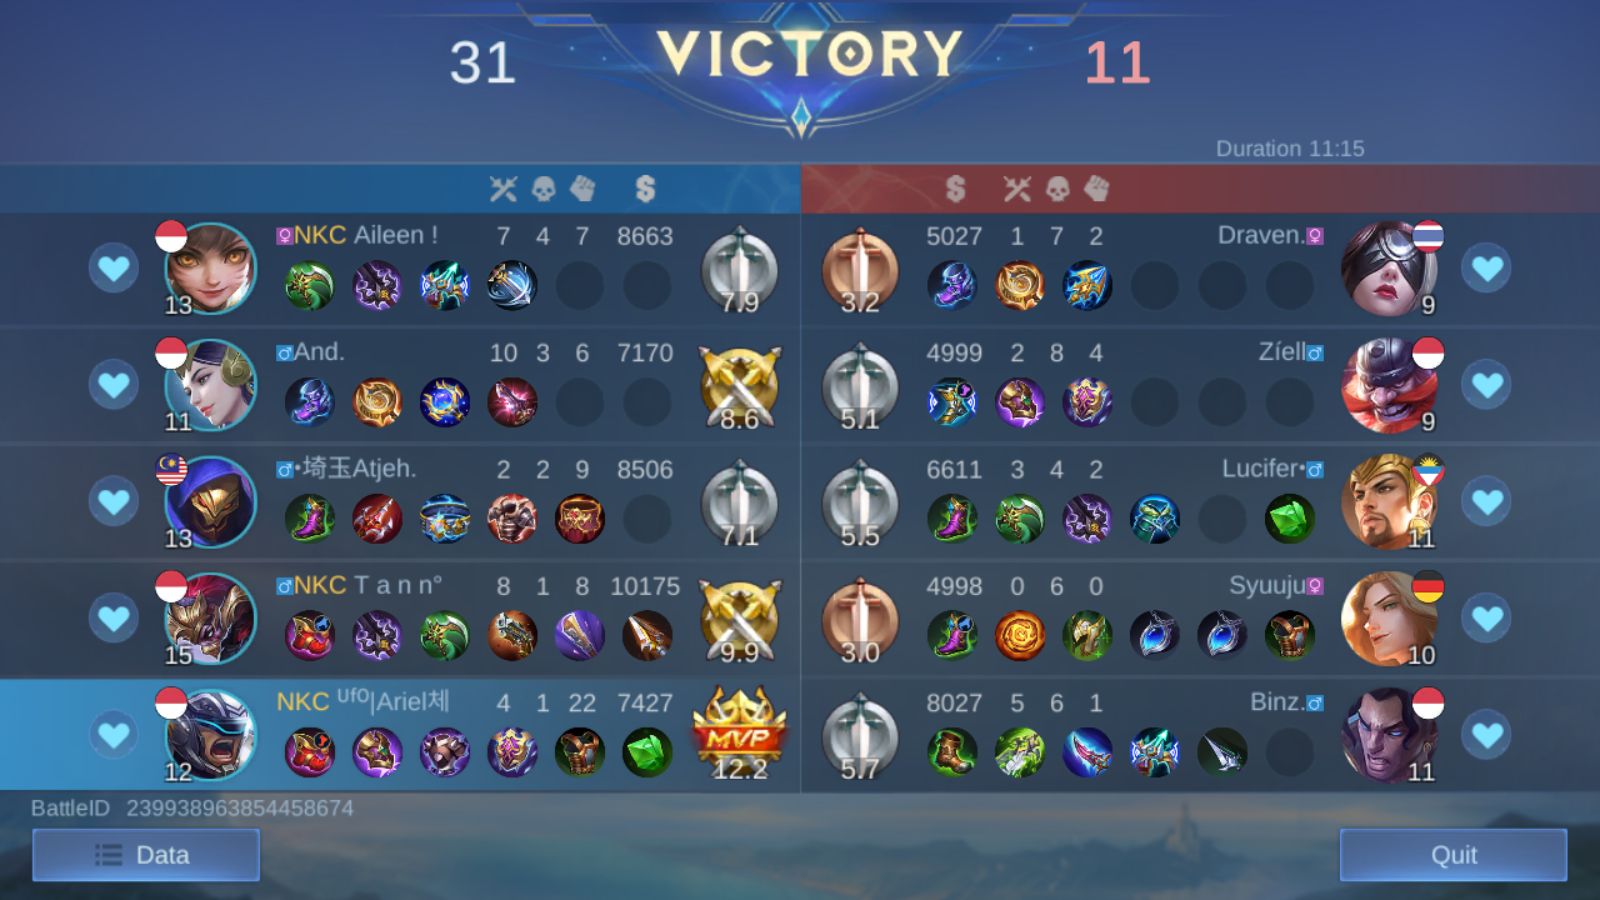 31 VICTORY 11
Duration 11:15
NKC Aileen ! 7 4 7 8663
13 7.9
5027 1 7 2 Draven.
3.2 9
And. 10 3 6 7170
11 8.6
4999 2 8 4 Zíell
5.1 9
•埼玉Atjeh. 2 2 9 8506
13 7.1
6611 3 4 2 Lucifer•
5.5 11
NKC T a n n° 8 1 8 10175
15 9.9
4998 0 6 0 Syuuju
3.0 10
NKC ᵁᶠᴼ|Ariel체 4 1 22 7427
MVP
12 12.2
8027 5 6 1 Binz.
5.7 11
BattleID 239938963854458674
Data
Quit